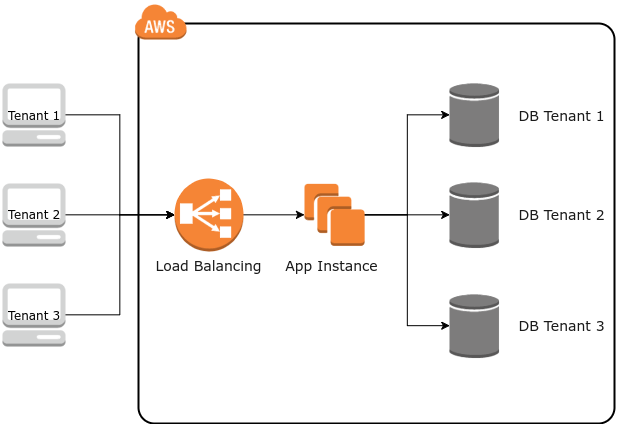 AWS
Tenant 1
DB Tenant 1
Tenant 2
DB Tenant 2
Load Balancing
App Instance
Tenant 3
DB Tenant 3